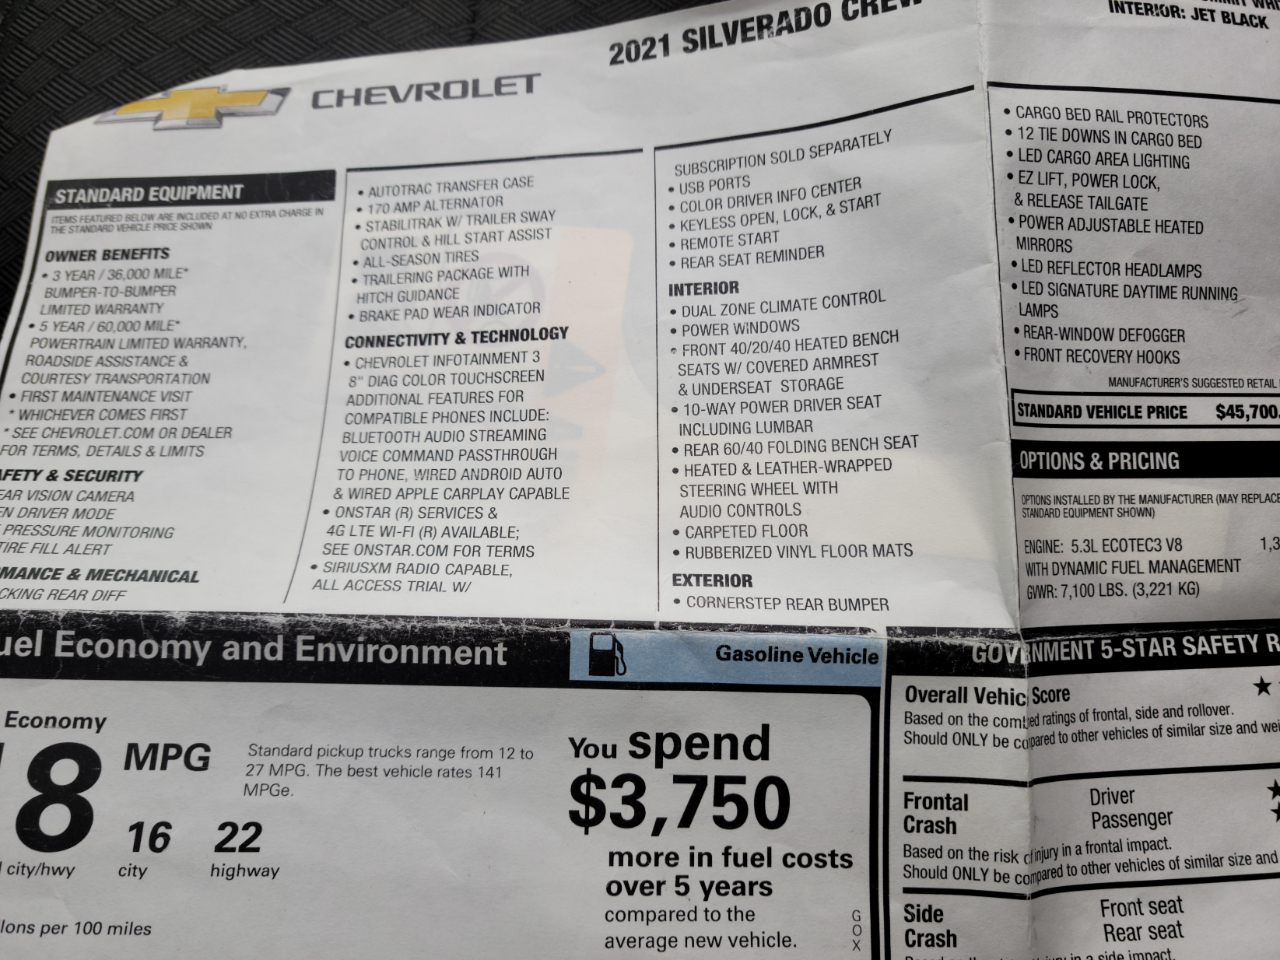 CHEVROLET
2021 SILVERADO CREW
INTERIOR: JET BLACK
STANDARD EQUIPMENT
ITEMS FEATURED BELOW ARE INCLUDED AT NO EXTRA CHARGE IN
THE STANDARD VEHICLE PRICE SHOWN
OWNER BENEFITS
• 3 YEAR / 36,000 MILE*
BUMPER-TO-BUMPER
LIMITED WARRANTY
• 5 YEAR / 60,000 MILE*
POWERTRAIN LIMITED WARRANTY,
ROADSIDE ASSISTANCE &
COURTESY TRANSPORTATION
• FIRST MAINTENANCE VISIT
* WHICHEVER COMES FIRST
* SEE CHEVROLET.COM OR DEALER
FOR TERMS, DETAILS & LIMITS
AFETY & SECURITY
EAR VISION CAMERA
EN DRIVER MODE
PRESSURE MONITORING
TIRE FILL ALERT
MANCE & MECHANICAL
CKING REAR DIFF
• AUTOTRAC TRANSFER CASE
• 170 AMP ALTERNATOR
• STABILITRAK W/ TRAILER SWAY
CONTROL & HILL START ASSIST
• ALL-SEASON TIRES
• TRAILERING PACKAGE WITH
HITCH GUIDANCE
• BRAKE PAD WEAR INDICATOR
CONNECTIVITY & TECHNOLOGY
• CHEVROLET INFOTAINMENT 3
8" DIAG COLOR TOUCHSCREEN
ADDITIONAL FEATURES FOR
COMPATIBLE PHONES INCLUDE:
BLUETOOTH AUDIO STREAMING
VOICE COMMAND PASSTHROUGH
TO PHONE, WIRED ANDROID AUTO
& WIRED APPLE CARPLAY CAPABLE
• ONSTAR (R) SERVICES &
4G LTE WI-FI (R) AVAILABLE;
SEE ONSTAR.COM FOR TERMS
• SIRIUSXM RADIO CAPABLE,
ALL ACCESS TRIAL W/
SUBSCRIPTION SOLD SEPARATELY
• USB PORTS
• COLOR DRIVER INFO CENTER
• KEYLESS OPEN, LOCK, & START
• REMOTE START
• REAR SEAT REMINDER
INTERIOR
• DUAL ZONE CLIMATE CONTROL
• POWER WINDOWS
• FRONT 40/20/40 HEATED BENCH
SEATS W/ COVERED ARMREST
& UNDERSEAT STORAGE
• 10-WAY POWER DRIVER SEAT
INCLUDING LUMBAR
• REAR 60/40 FOLDING BENCH SEAT
• HEATED & LEATHER-WRAPPED
STEERING WHEEL WITH
AUDIO CONTROLS
• CARPETED FLOOR
• RUBBERIZED VINYL FLOOR MATS
EXTERIOR
• CORNERSTEP REAR BUMPER
• CARGO BED RAIL PROTECTORS
• 12 TIE DOWNS IN CARGO BED
• LED CARGO AREA LIGHTING
• EZ LIFT, POWER LOCK,
& RELEASE TAILGATE
• POWER ADJUSTABLE HEATED
MIRRORS
• LED REFLECTOR HEADLAMPS
• LED SIGNATURE DAYTIME RUNNING
LAMPS
• REAR-WINDOW DEFOGGER
• FRONT RECOVERY HOOKS
MANUFACTURER'S SUGGESTED RETAIL
STANDARD VEHICLE PRICE $45,700.
OPTIONS & PRICING
OPTIONS INSTALLED BY THE MANUFACTURER (MAY REPLACE
STANDARD EQUIPMENT SHOWN)
ENGINE: 5.3L ECOTEC3 V8 1,3
WITH DYNAMIC FUEL MANAGEMENT
GVWR: 7,100 LBS. (3,221 KG)
uel Economy and Environment
Gasoline Vehicle
Economy
8 MPG
city/hwy
16
city
22
highway
Standard pickup trucks range from 12 to
27 MPG. The best vehicle rates 141
MPGe.
llons per 100 miles
You spend
$3,750
more in fuel costs
over 5 years
compared to the
average new vehicle.
GOX
GOVERNMENT 5-STAR SAFETY R
Overall Vehic Score ★
Based on the combined ratings of frontal, side and rollover.
Should ONLY be compared to other vehicles of similar size and wei
Frontal
Crash
Driver ★
Passenger ★
Based on the risk of injury in a frontal impact.
Should ONLY be compared to other vehicles of similar size and
Side
Crash
Front seat
Rear seat
injury in a side impact.